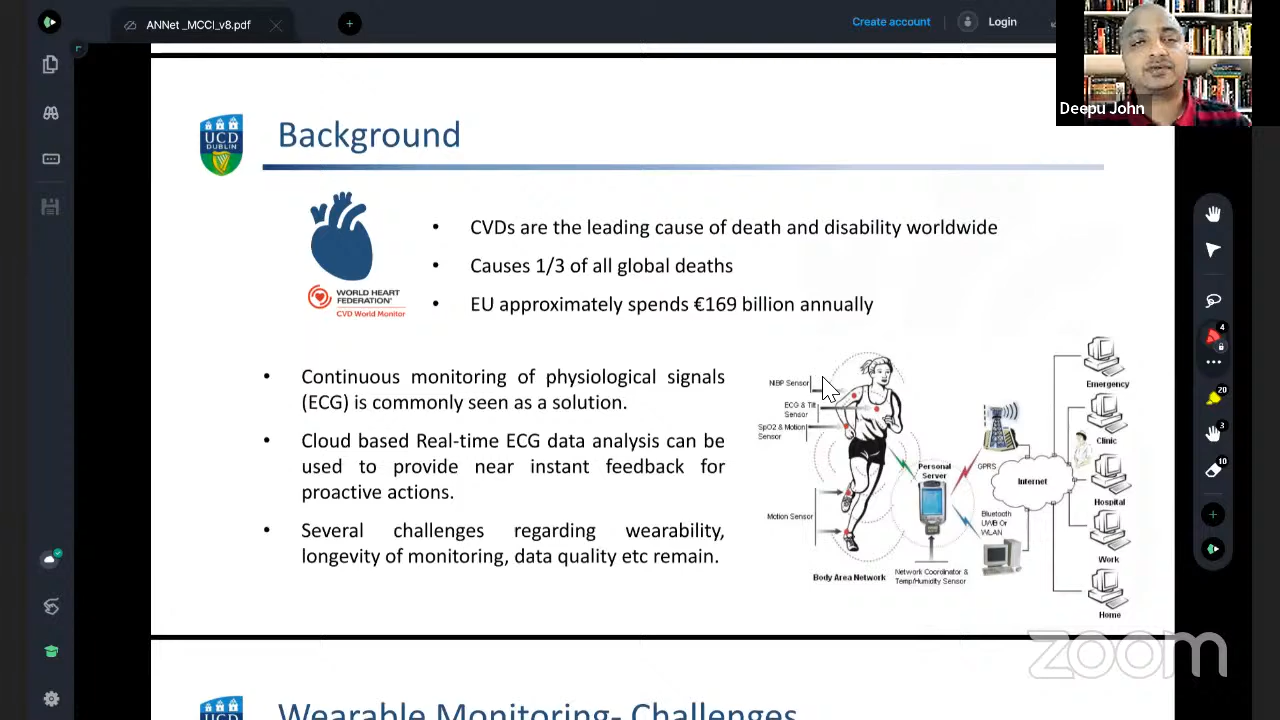 ANNet _MCCI_v8.pdf
Create account
Login
Deepu John
UCD
DUBLIN
Background
• CVDs are the leading cause of death and disability worldwide
• Causes 1/3 of all global deaths
• EU approximately spends €169 billion annually
WORLD HEART
FEDERATION
CVD World Monitor
• Continuous monitoring of physiological signals
(ECG) is commonly seen as a solution.
• Cloud based Real-time ECG data analysis can be
used to provide near instant feedback for
proactive actions.
• Several challenges regarding wearability,
longevity of monitoring, data quality etc remain.
NIBP Sensor
ECG & Tilt
Sensor
SpO2 & Motion
Sensor
Motion Sensor
Body Area Network
Personal
Server
Network Coordinator &
Temp/Humidity Sensor
GPRS
Bluetooth
UWB Or
WLAN
Internet
Emergency
Clinic
Hospital
Work
Home
4
20
3
10
zoom
UCD
Wearable Monitoring- Challenges